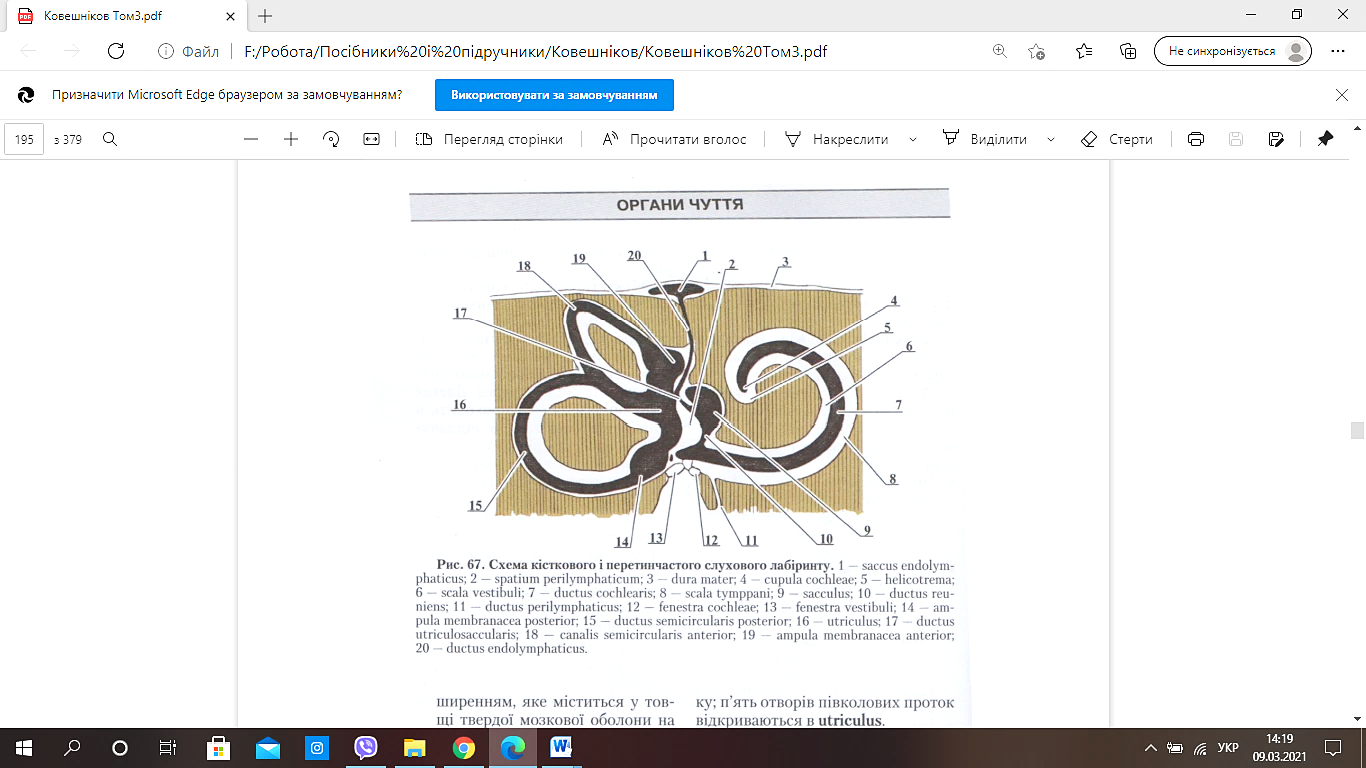 Ковешніков Том3.pdf
Файл
F:/Робота/Посібники%20і%20підручники/Ковешніков/Ковешніков%20Том3.pdf
Не синхронізується
Призначити Microsoft Edge браузером за замовчуванням?
Використовувати за замовчуванням
195 з 379
Перегляд сторінки
Прочитати вголос
Накреслити
Виділити
Стерти
ОРГАНИ ЧУТТЯ
18
19
20
1
2
3
17
4
5
6
16
7
15
8
14
13
12
11
10
9
Рис. 67. Схема кісткового і перетинчастого слухового лабіринту. 1 — saccus endolym-
phaticus; 2 — spatium perilymphaticum; 3 — dura mater; 4 — cupula cochleae; 5 — helicotrema;
6 — scala vestibuli; 7 — ductus cochlearis; 8 — scala tymppani; 9 — sacculus; 10 — ductus reu-
niens; 11 — ductus perilymphaticus; 12 — fenestra cochleae; 13 — fenestra vestibuli; 14 — am-
pula membranacea posterior; 15 — ductus semicircularis posterior; 16 — utriculus; 17 — ductus
utriculosaccularis; 18 — canalis semicircularis anterior; 19 — ampula membranacea anterior;
20 — ductus endolymphaticus.
ширенням, яке міститься у тов-
щі твердої мозкової оболони на
ку; п’ять отворів півколових проток
відкриваються в utriculus.
УКР
14:19
09.03.2021